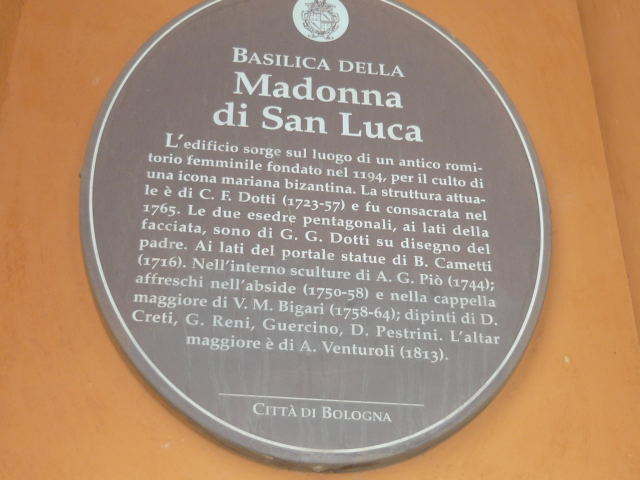 BASILICA DELLA
Madonna
di San Luca
L'edificio sorge sul luogo di un antico romi-
torio femminile fondato nel 1194, per il culto di
una icona mariana bizantina. La struttura attua-
le è di C. F. Dotti (1723-57) e fu consacrata nel
1765. Le due esedre pentagonali, ai lati della
facciata, sono di G. G. Dotti su disegno del
padre. Ai lati del portale statue di B. Cametti
(1716). Nell'interno sculture di A. G. Piò (1744);
affreschi nell'abside (1750-58) e nella cappella
maggiore di V. M. Bigari (1758-64); dipinti di D.
Creti, G. Reni, Guercino, D. Pestrini. L'altar
maggiore è di A. Venturoli (1813).
CITTÀ DI BOLOGNA